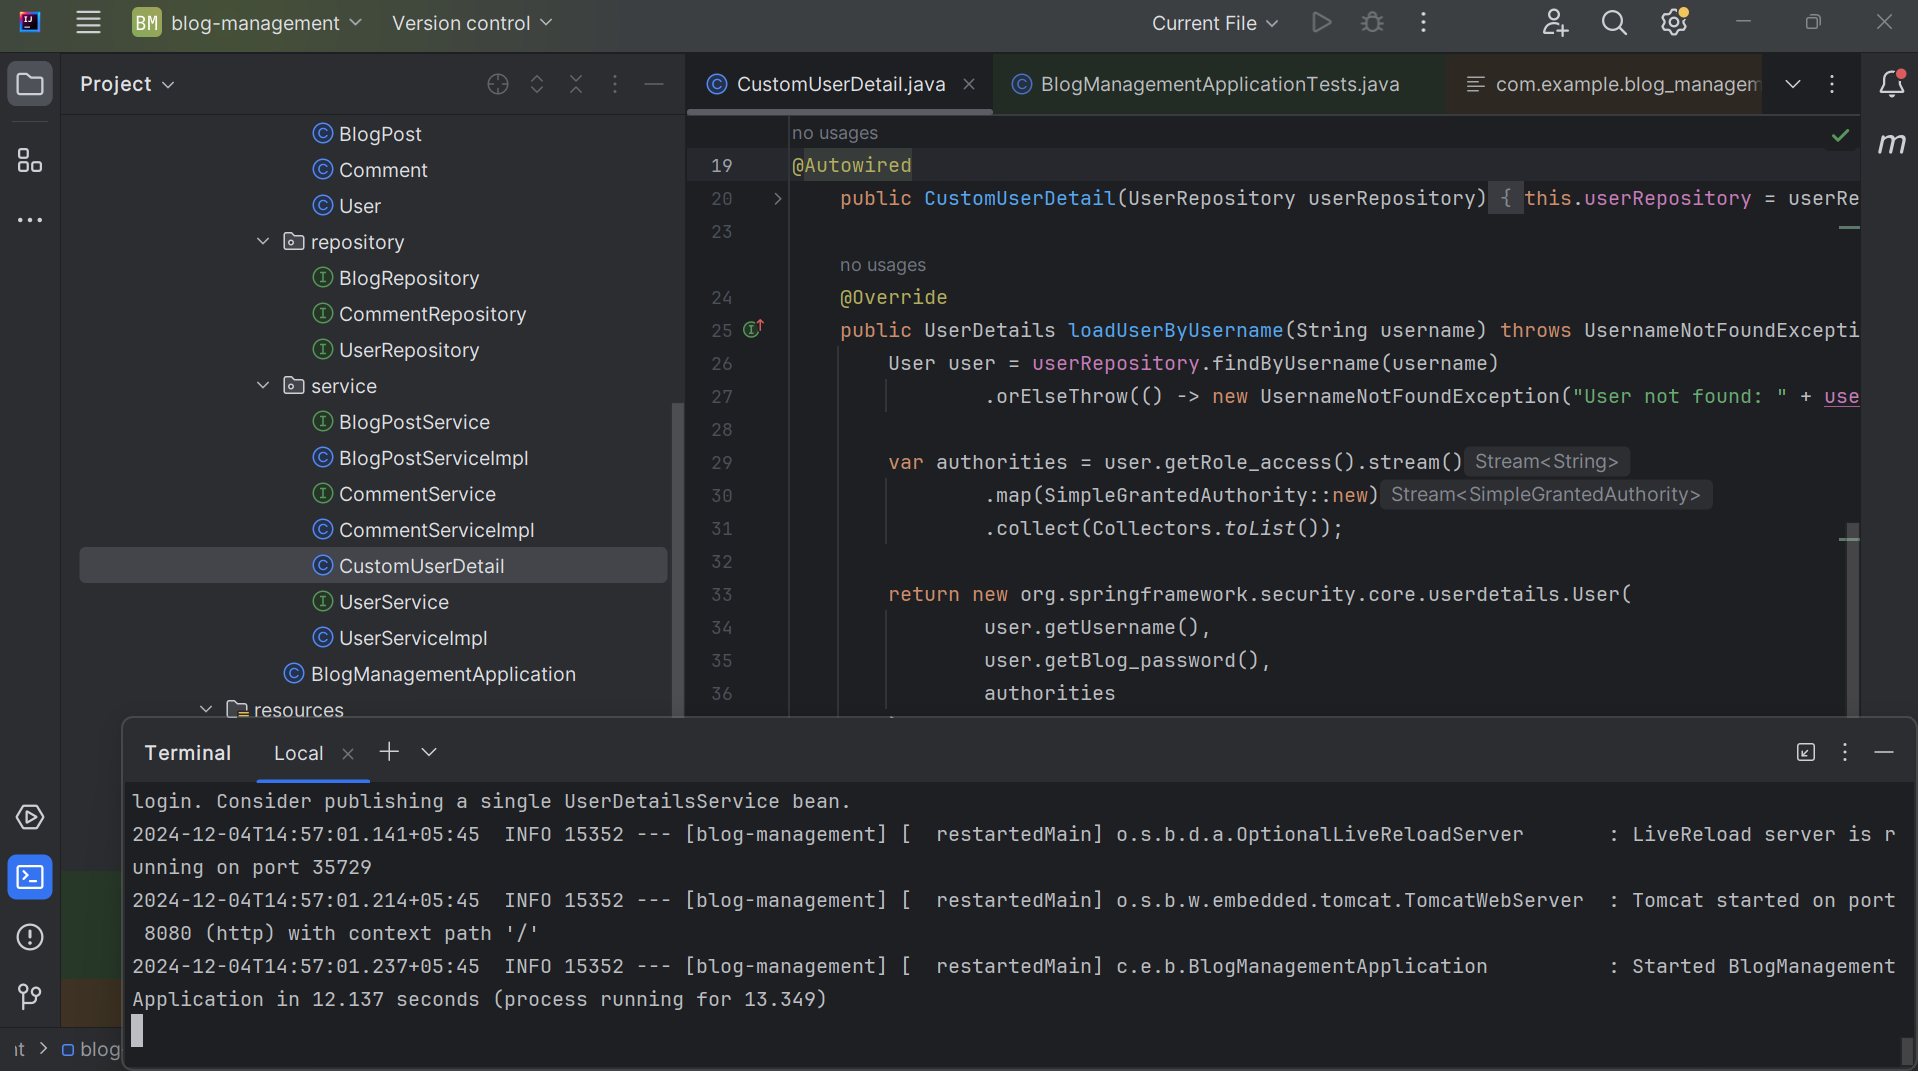 BM blog-management Version control Current File
Project
CustomUserDetail.java
BlogManagementApplicationTests.java
com.example.blog_managem
BlogPost
Comment
User
repository
BlogRepository
CommentRepository
UserRepository
service
BlogPostService
BlogPostServiceImpl
CommentService
CommentServiceImpl
CustomUserDetail
UserService
UserServiceImpl
BlogManagementApplication
resources
no usages
19 @Autowired
20 public CustomUserDetail(UserRepository userRepository) { this.userRepository = userRe
23
no usages
24 @Override
25 public UserDetails loadUserByUsername(String username) throws UsernameNotFoundExcepti
26 User user = userRepository.findByUsername(username)
27 .orElseThrow(() -> new UsernameNotFoundException("User not found: " + use
28
29 var authorities = user.getRole_access().stream() Stream<String>
30 .map(SimpleGrantedAuthority::new) Stream<SimpleGrantedAuthority>
31 .collect(Collectors.toList());
32
33 return new org.springframework.security.core.userdetails.User(
34 user.getUsername(),
35 user.getBlog_password(),
36 authorities
m
Terminal Local
login. Consider publishing a single UserDetailsService bean.
2024-12-04T14:57:01.141+05:45  INFO 15352 --- [blog-management] [  restartedMain] o.s.b.d.a.OptionalLiveReloadServer       : LiveReload server is r
unning on port 35729
2024-12-04T14:57:01.214+05:45  INFO 15352 --- [blog-management] [  restartedMain] o.s.b.w.embedded.tomcat.TomcatWebServer  : Tomcat started on port
8080 (http) with context path '/'
2024-12-04T14:57:01.237+05:45  INFO 15352 --- [blog-management] [  restartedMain] c.e.b.BlogManagementApplication          : Started BlogManagement
Application in 12.137 seconds (process running for 13.349)
blog